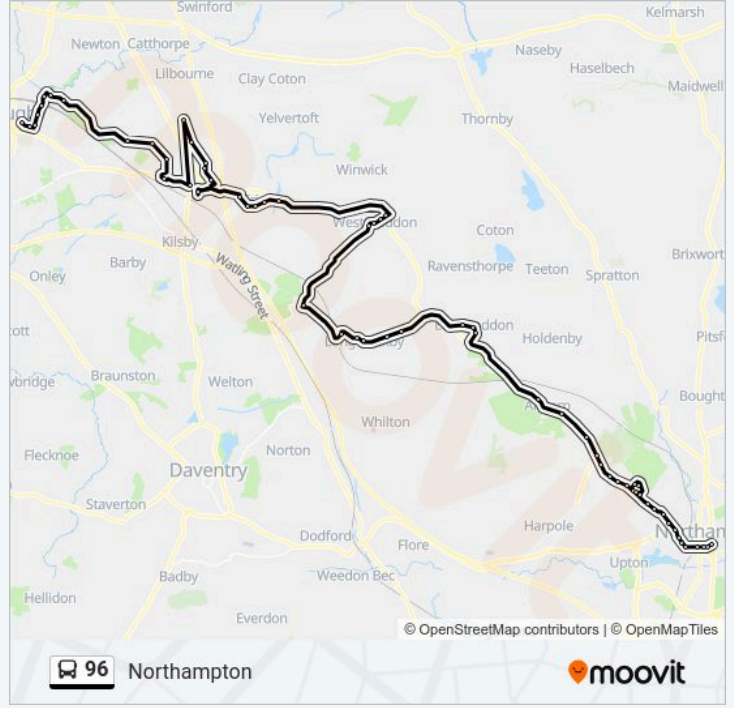 Swinford
Kelmarsh
Newton
Catthorpe
Naseby
Haselbech
Lilbourne
Clay Coton
Maidwell
Yelvertoft
Thornby
Winwick
Coton
Kilsby
Barby
Watling Street
Ravensthorpe
Teeton
Brixwort
Onley
Spratton
Holdenby
Pitsf
Braunston
Welton
Bought
Whilton
Flecknoe
Norton
Daventry
Staverton
Dodford
Harpole
Northam
Flore
Upton
Badby
Weedon Bec
Hellidon
Everdon
© OpenStreetMap contributors | © OpenMapTiles
96 Northampton
moovit